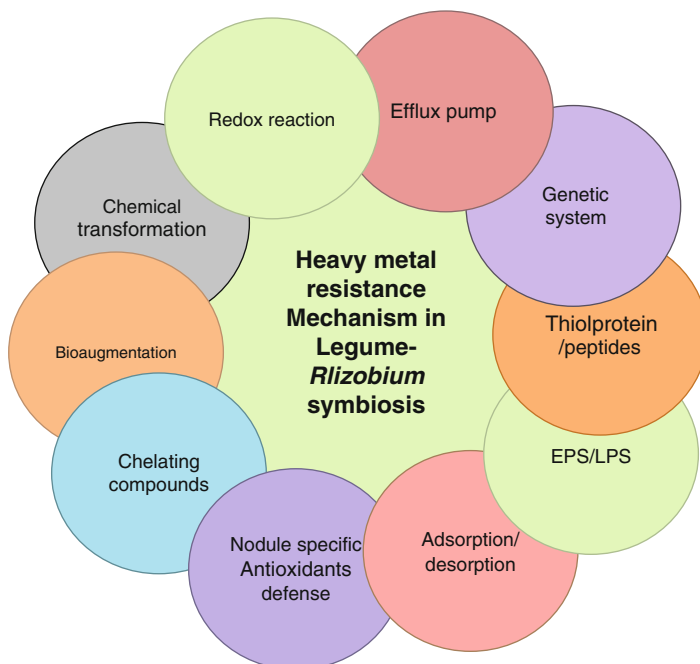 Redox reaction
Efflux pump
Genetic
system
Thiolprotein
/peptides
EPS/LPS
Adsorption/
desorption
Nodule specific
Antioxidants
defense
Chelating
compounds
Bioaugmentation
Chemical
transformation
Heavy metal
resistance
Mechanism in
Legume-
Rlizobium
symbiosis